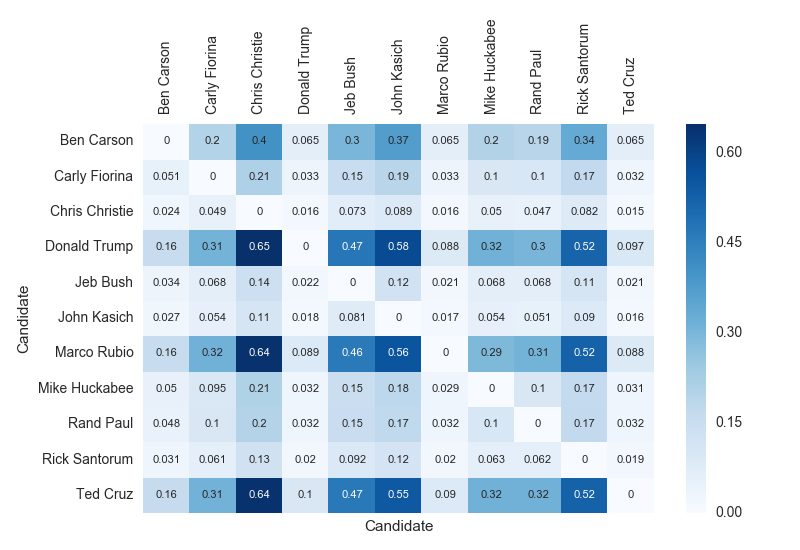 Ben Carson Carly Fiorina Chris Christie Donald Trump Jeb Bush John Kasich Marco Rubio Mike Huckabee Rand Paul Rick Santorum Ted Cruz
Ben Carson 0 0.2 0.4 0.065 0.3 0.37 0.065 0.2 0.19 0.34 0.065
Carly Fiorina 0.051 0 0.21 0.033 0.15 0.19 0.033 0.1 0.1 0.17 0.032
Chris Christie 0.024 0.049 0 0.016 0.073 0.089 0.016 0.05 0.047 0.082 0.015
Donald Trump 0.16 0.31 0.65 0 0.47 0.58 0.088 0.32 0.3 0.52 0.097
Jeb Bush 0.034 0.068 0.14 0.022 0 0.12 0.021 0.068 0.068 0.11 0.021
John Kasich 0.027 0.054 0.11 0.018 0.081 0 0.017 0.054 0.051 0.09 0.016
Marco Rubio 0.16 0.32 0.64 0.089 0.46 0.56 0 0.29 0.31 0.52 0.088
Mike Huckabee 0.05 0.095 0.21 0.032 0.15 0.18 0.029 0 0.1 0.17 0.031
Rand Paul 0.048 0.1 0.2 0.032 0.15 0.17 0.032 0.1 0 0.17 0.032
Rick Santorum 0.031 0.061 0.13 0.02 0.092 0.12 0.02 0.063 0.062 0 0.019
Ted Cruz 0.16 0.31 0.64 0.1 0.47 0.55 0.09 0.32 0.32 0.52 0
Candidate
Candidate
0.60
0.45
0.30
0.15
0.00